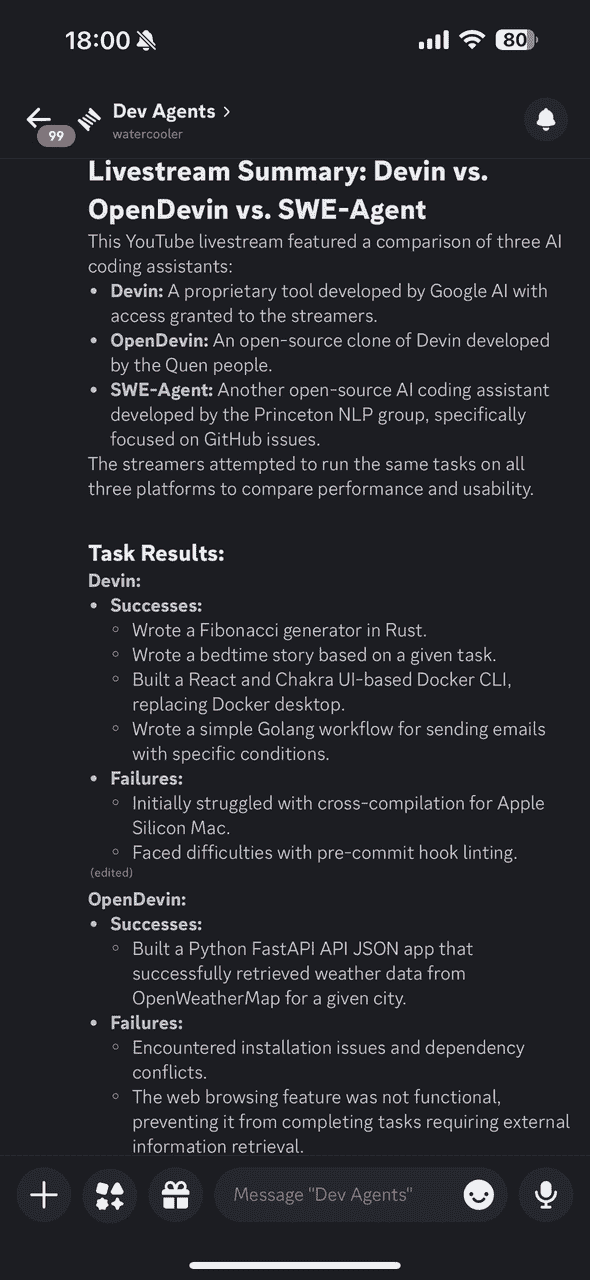 18:00
80
Dev Agents
99
watercooler
Livestream Summary: Devin vs.
OpenDevin vs. SWE-Agent
This YouTube livestream featured a comparison of three AI
coding assistants:
• Devin: A proprietary tool developed by Google AI with
access granted to the streamers.
• OpenDevin: An open-source clone of Devin developed
by the Quen people.
• SWE-Agent: Another open-source AI coding assistant
developed by the Princeton NLP group, specifically
focused on GitHub issues.
The streamers attempted to run the same tasks on all
three platforms to compare performance and usability.
Task Results:
Devin:
• Successes:
◦ Wrote a Fibonacci generator in Rust.
◦ Wrote a bedtime story based on a given task.
◦ Built a React and Chakra UI-based Docker CLI,
replacing Docker desktop.
◦ Wrote a simple Golang workflow for sending emails
with specific conditions.
• Failures:
◦ Initially struggled with cross-compilation for Apple
Silicon Mac.
◦ Faced difficulties with pre-commit hook linting.
(edited)
OpenDevin:
• Successes:
◦ Built a Python FastAPI API JSON app that
successfully retrieved weather data from
OpenWeatherMap for a given city.
• Failures:
◦ Encountered installation issues and dependency
conflicts.
◦ The web browsing feature was not functional,
preventing it from completing tasks requiring external
information retrieval.
Message "Dev Agents"